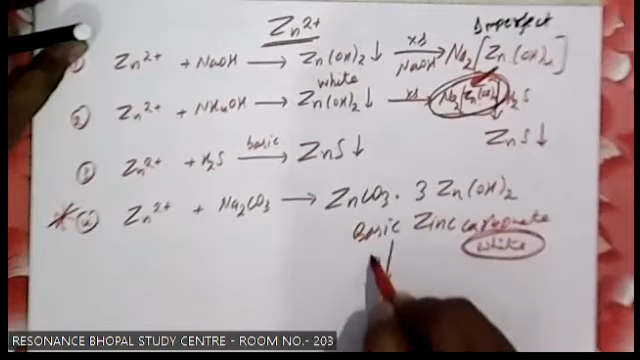 Zn2+
Imperfect
1) Zn2+ + NaOH → Zn(OH)2 ↓ xs NaOH → Na2[Zn(OH)4]
white
2) Zn2+ + NH4OH → Zn(OH)2 ↓ xs → H2S
ZnS ↓
3) Zn2+ + H2S basic → ZnS ↓
* 4) Zn2+ + Na2CO3 → ZnCO3 . 3 Zn(OH)2
Basic Zinc carbonate
white
RESONANCE BHOPAL STUDY CENTRE - ROOM NO.- 203